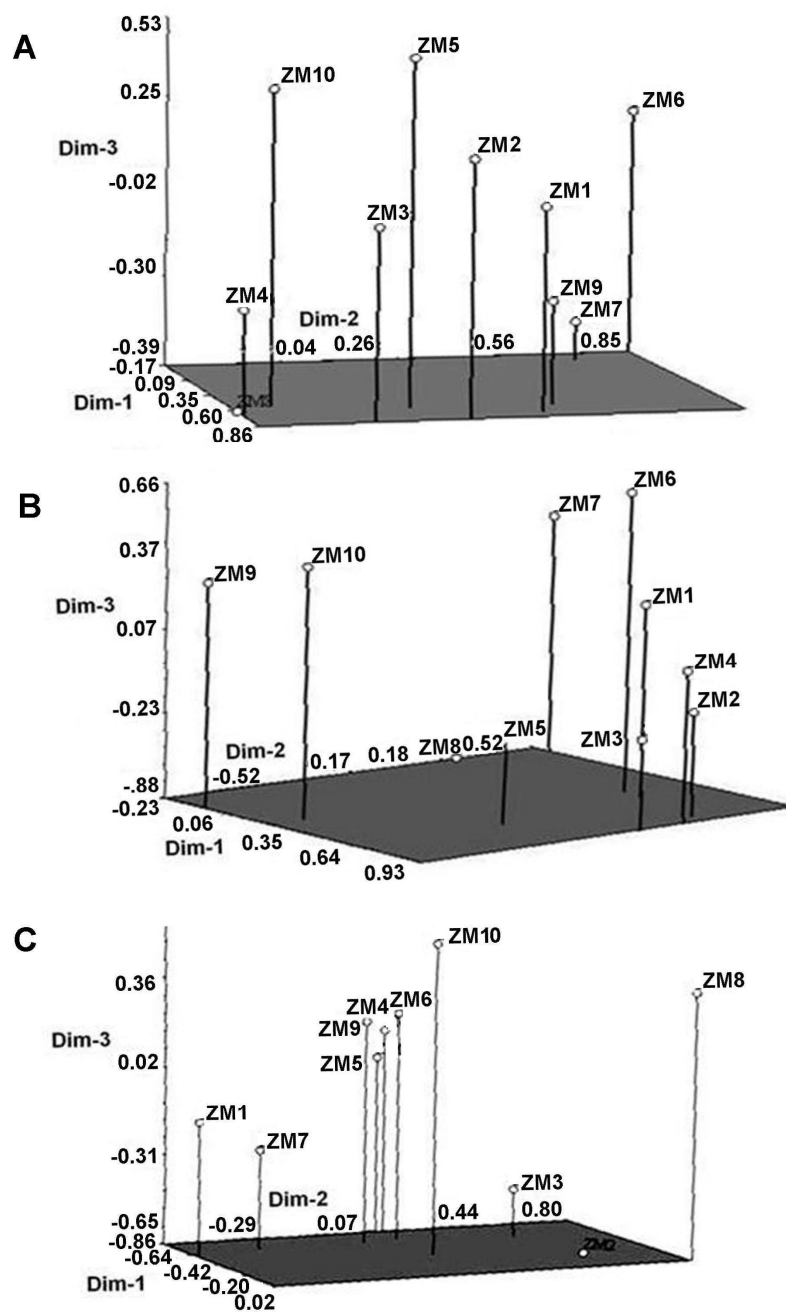 A
0.53
ZM5
ZM10
0.25
ZM6
Dim-3
ZM2
-0.02
ZM1
ZM3
-0.30
ZM9
ZM4
ZM7
Dim-2
0.04 0.26 0.56 0.85
-0.39
-0.17
0.09
Dim-1 0.35
0.60 ZM3
0.86
B
0.66
ZM6
ZM7
0.37
ZM10
ZM9
Dim-3
ZM1
0.07
ZM4
-0.23
ZM2
ZM5
ZM3
Dim-2
-0.52 0.17 0.18 ZM8 0.52
-.88
-0.23
0.06
Dim-1 0.35
0.64
0.93
C
ZM10
0.36
ZM8
ZM4 ZM6
Dim-3
ZM9
0.02
ZM5
ZM1
ZM7
-0.31
ZM3
Dim-2
-0.29 0.07 0.44 0.80
-0.65
-0.86
-0.64
ZM2
-0.42
Dim-1 -0.20
0.02